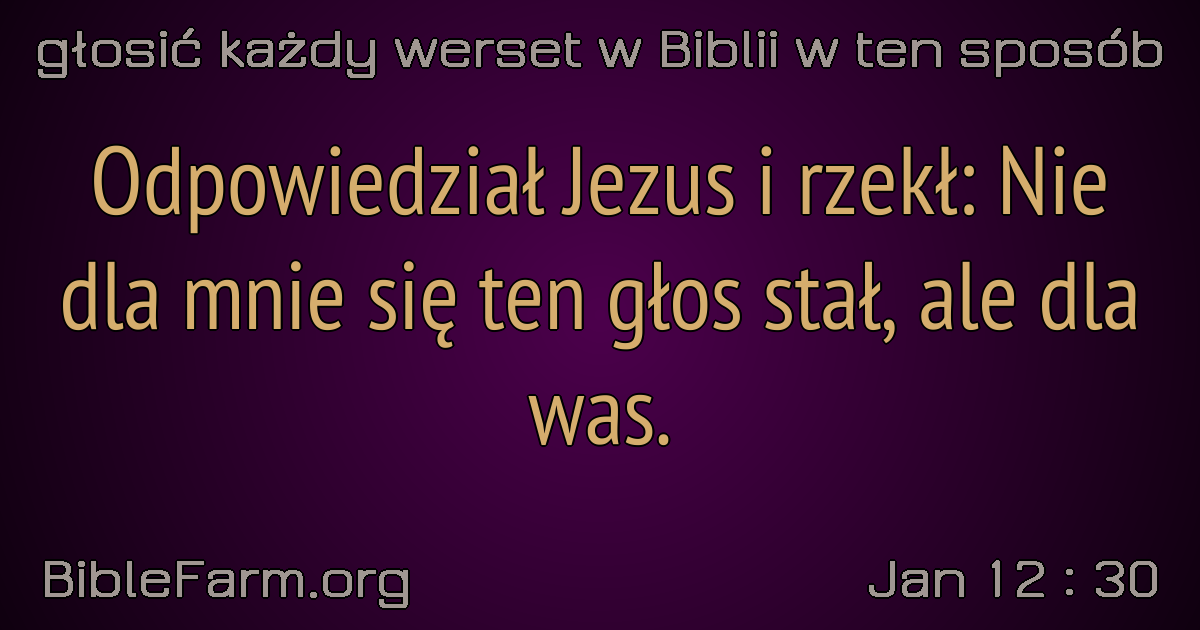 głosić każdy werset w Biblii w ten sposób
Odpowiedział Jezus i rzekł: Nie
dla mnie się ten głos stał, ale dla
was.
BibleFarm.org
Jan 12 : 30